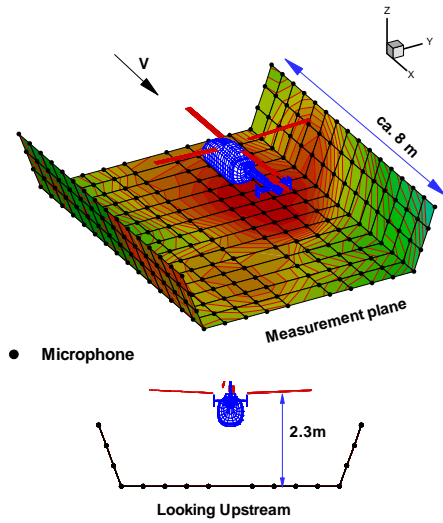 Z
Y
X
V
ca. 8 m
Measurement plane
Microphone
2.3m
Looking Upstream